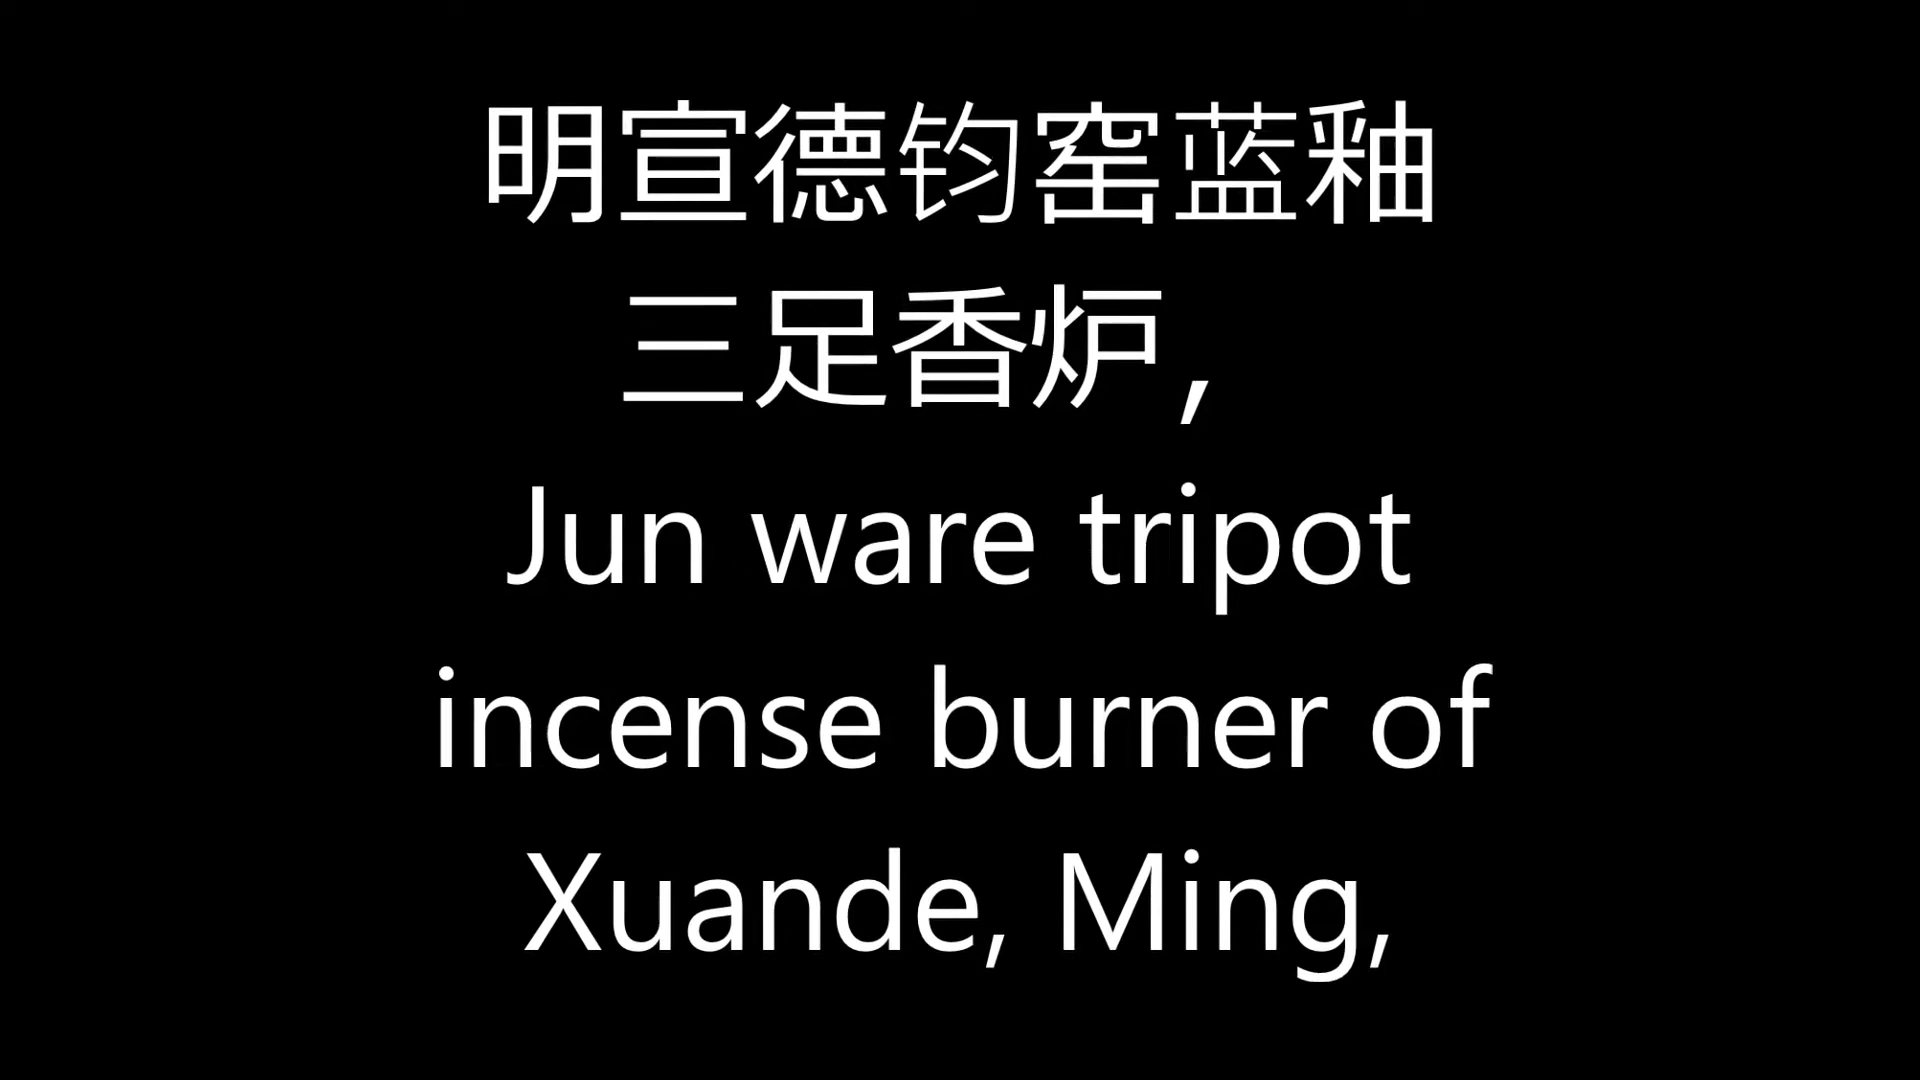 明宣德钧窑蓝釉
三足香炉，
Jun ware tripot
incense burner of
Xuande, Ming,